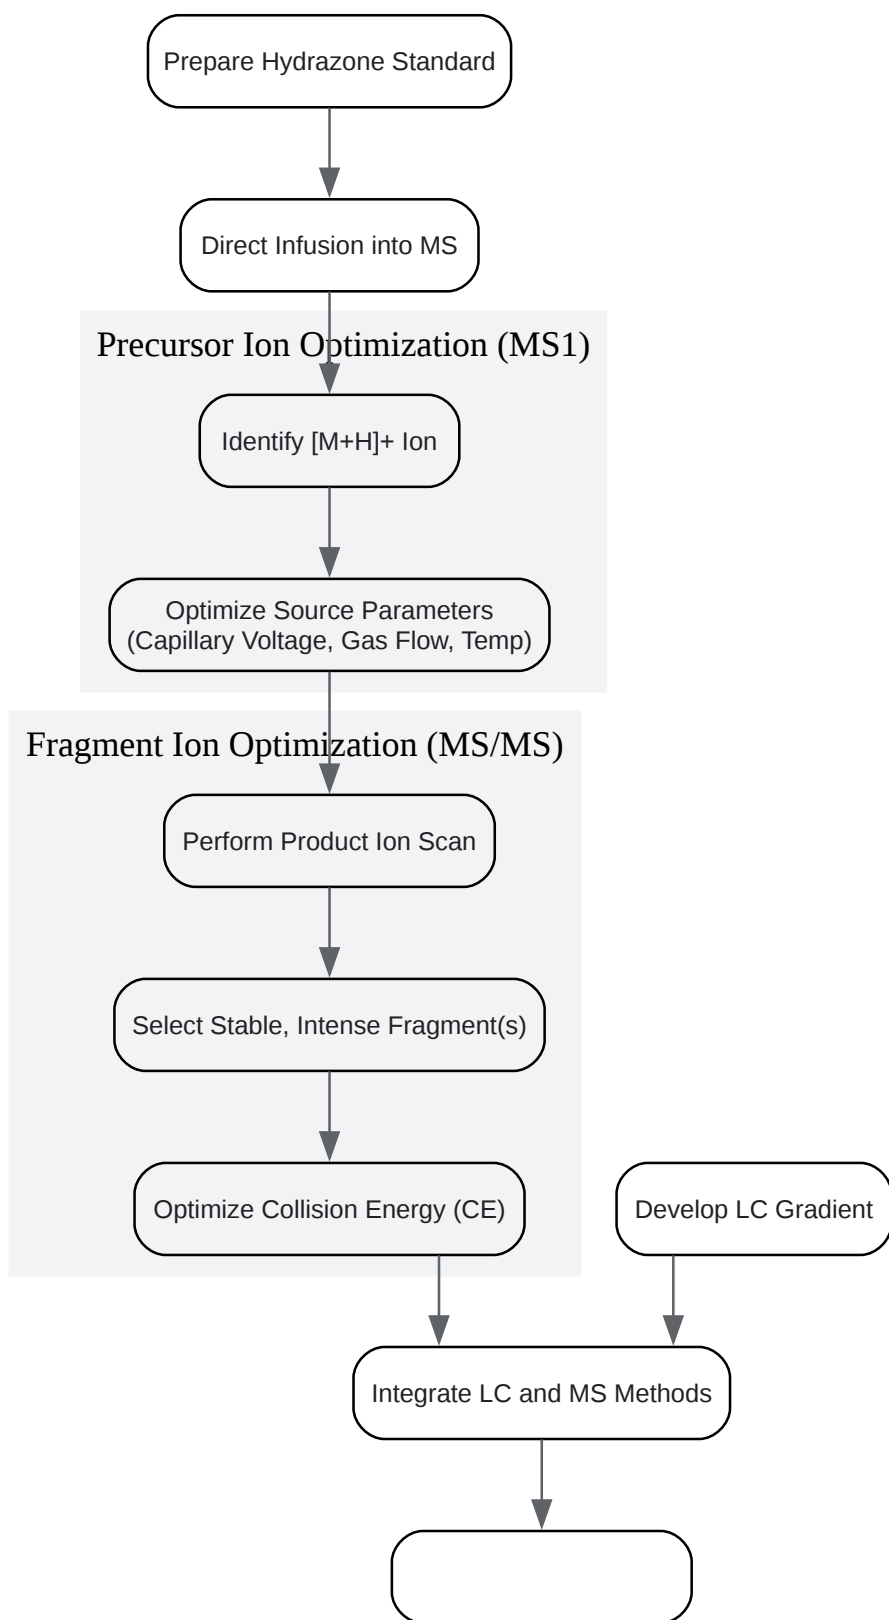 Prepare Hydrazone Standard
Direct Infusion into MS
Precursor Ion Optimization (MS1)
Identify [M+H]+ Ion
Optimize Source Parameters
(Capillary Voltage, Gas Flow, Temp)
Fragment Ion Optimization (MS/MS)
Perform Product Ion Scan
Select Stable, Intense Fragment(s)
Optimize Collision Energy (CE)
Develop LC Gradient
Integrate LC and MS Methods